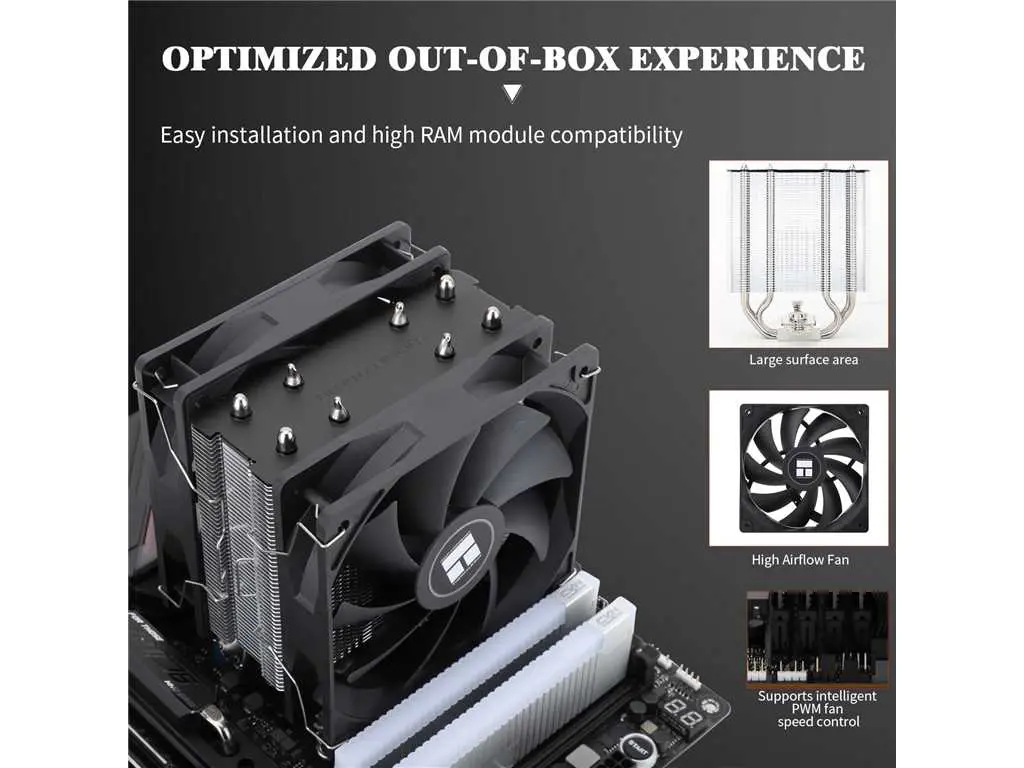 OPTIMIZED OUT-OF-BOX EXPERIENCE
Easy installation and high RAM module compatibility
Large surface area
High Airflow Fan
Supports intelligent
PWM fan
speed control
START